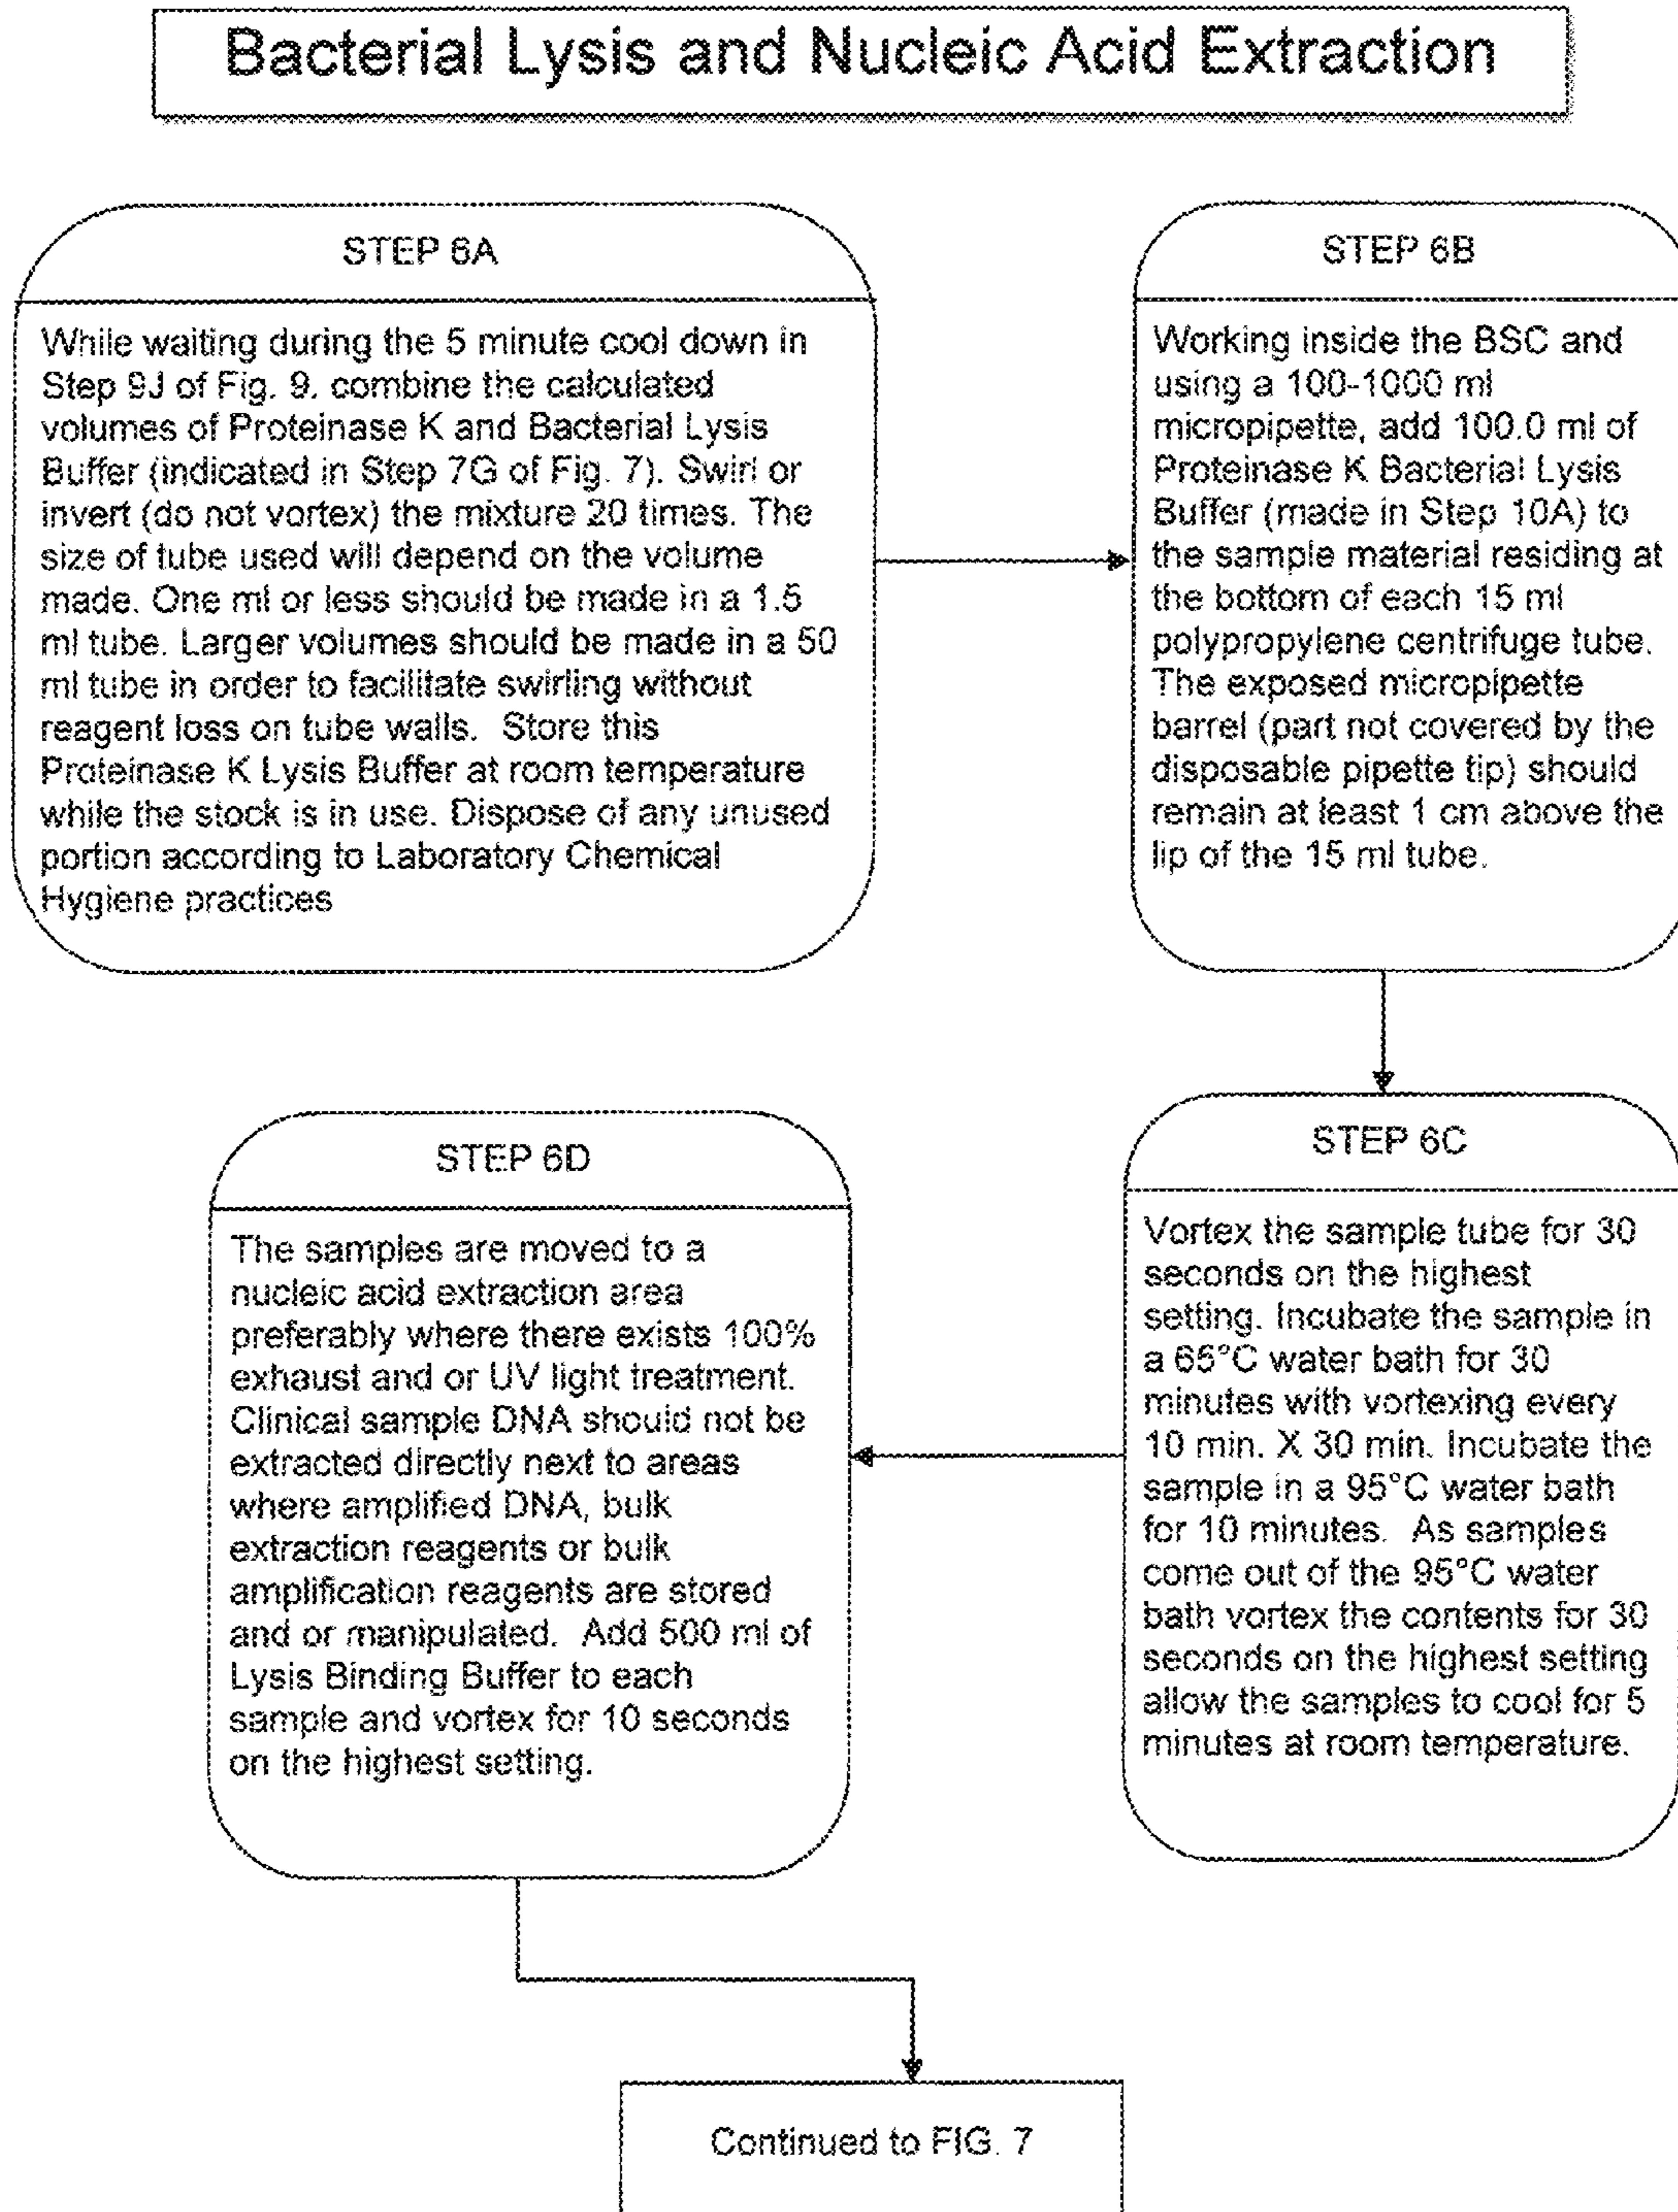 Bacterial Lysis and Nucleic Acid Extraction
STEP 6A
While waiting during the 5 minute cool down in
Step 9J of Fig. 9, combine the calculated
volumes of Proteinase K and Bacterial Lysis
Buffer (indicated in Step 7G of Fig. 7). Swirl or
invert (do not vortex) the mixture 20 times. The
size of tube used will depend on the volume
made. One ml or less should be made in a 1.5
ml tube. Larger volumes should be made in a 50
ml tube in order to facilitate swirling without
reagent loss on tube walls. Store this
Proteinase K Lysis Buffer at room temperature
while the stock is in use. Dispose of any unused
portion according to Laboratory Chemical
Hygiene practices
STEP 6B
Working inside the BSC and
using a 100-1000 ml
micropipette, add 100.0 ml of
Proteinase K Bacterial Lysis
Buffer (made in Step 10A) to
the sample material residing at
the bottom of each 15 ml
polypropylene centrifuge tube.
The exposed micropipette
barrel (part not covered by the
disposable pipette tip) should
remain at least 1 cm above the
lip of the 15 ml tube.
STEP 6C
Vortex the sample tube for 30
seconds on the highest
setting. Incubate the sample in
a 65°C water bath for 30
minutes with vortexing every
10 min. X 30 min. Incubate the
sample in a 95°C water bath
for 10 minutes. As samples
come out of the 95°C water
bath vortex the contents for 30
seconds on the highest setting
allow the samples to cool for 5
minutes at room temperature.
STEP 6D
The samples are moved to a
nucleic acid extraction area
preferably where there exists 100%
exhaust and or UV light treatment.
Clinical sample DNA should not be
extracted directly next to areas
where amplified DNA, bulk
extraction reagents or bulk
amplification reagents are stored
and or manipulated. Add 500 ml of
Lysis Binding Buffer to each
sample and vortex for 10 seconds
on the highest setting.
Continued to FIG. 7